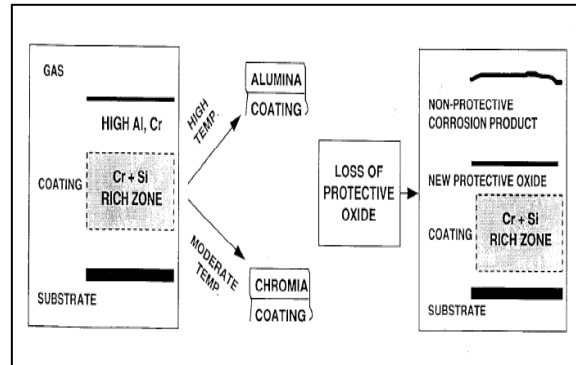 GAS
HIGH Al, Cr
COATING
Cr + Si
RICH ZONE
SUBSTRATE
HIGH
TEMP.
ALUMINA
COATING
MODERATE
TEMP.
CHROMIA
COATING
LOSS OF
PROTECTIVE
OXIDE
GAS
NON-PROTECTIVE
CORROSION PRODUCT
NEW PROTECTIVE OXIDE
COATING
Cr + Si
RICH ZONE
SUBSTRATE